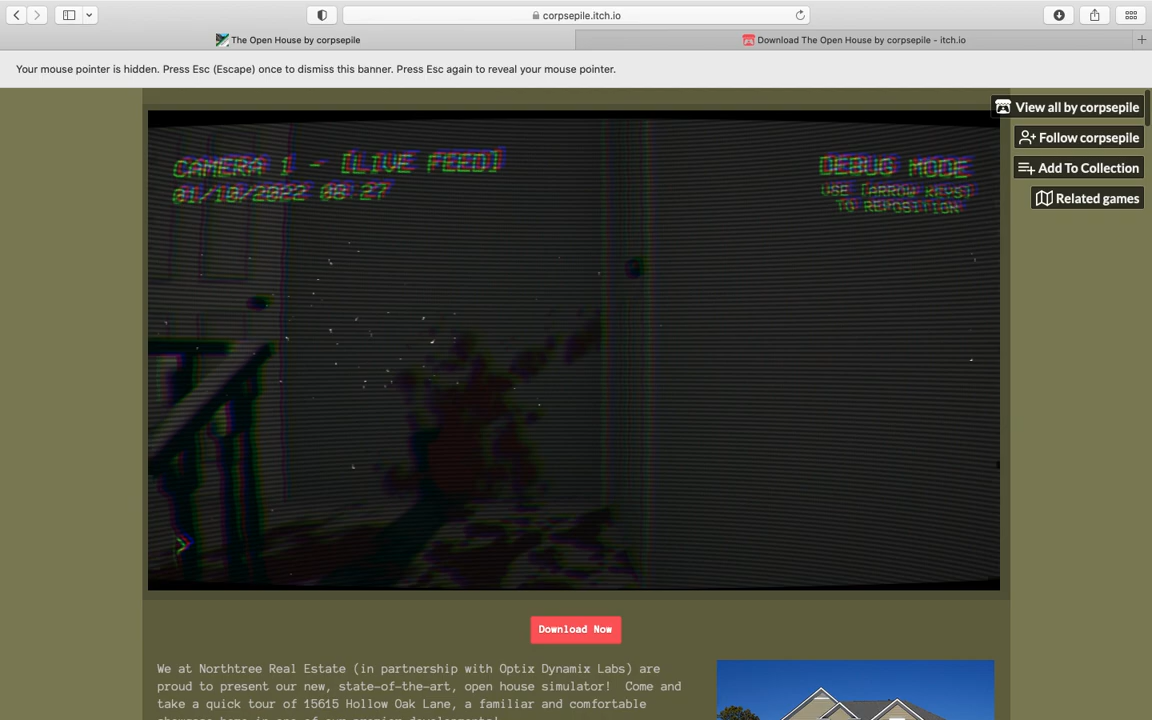 corpsepile.itch.io
The Open House by corpsepile
Download The Open House by corpsepile - itch.io
Your mouse pointer is hidden. Press Esc (Escape) once to dismiss this banner. Press Esc again to reveal your mouse pointer.
View all by corpsepile
Follow corpsepile
Add To Collection
Related games
CAMERA 1 - [LIVE FEED]
01/10/2022 08 27
DEBUG MODE
USE [ARROW KEYS]
TO REPOSITION
>
Download Now
We at Northtree Real Estate (in partnership with Optix Dynamix Labs) are
proud to present our new, state-of-the-art, open house simulator! Come and
take a quick tour of 15615 Hollow Oak Lane, a familiar and comfortable